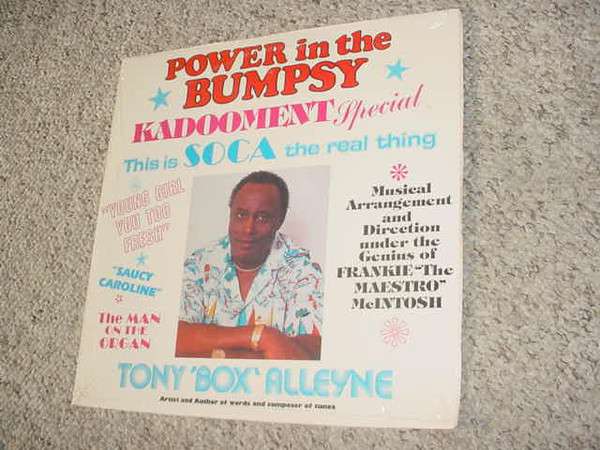 POWER in the
BUMPSY
KADOOMENT Special
This is SOCA the real thing
"YOUNG GIRL
YOU TOO
FRESH"
"SAUCY
CAROLINE"
The MAN
ON THE
ORGAN
Musical
Arrangement
and
Direction
under the
Genius of
FRANKIE "The
MAESTRO"
McINTOSH
TONY 'BOX' ALLEYNE
Artist and Author of words and composer of tunes